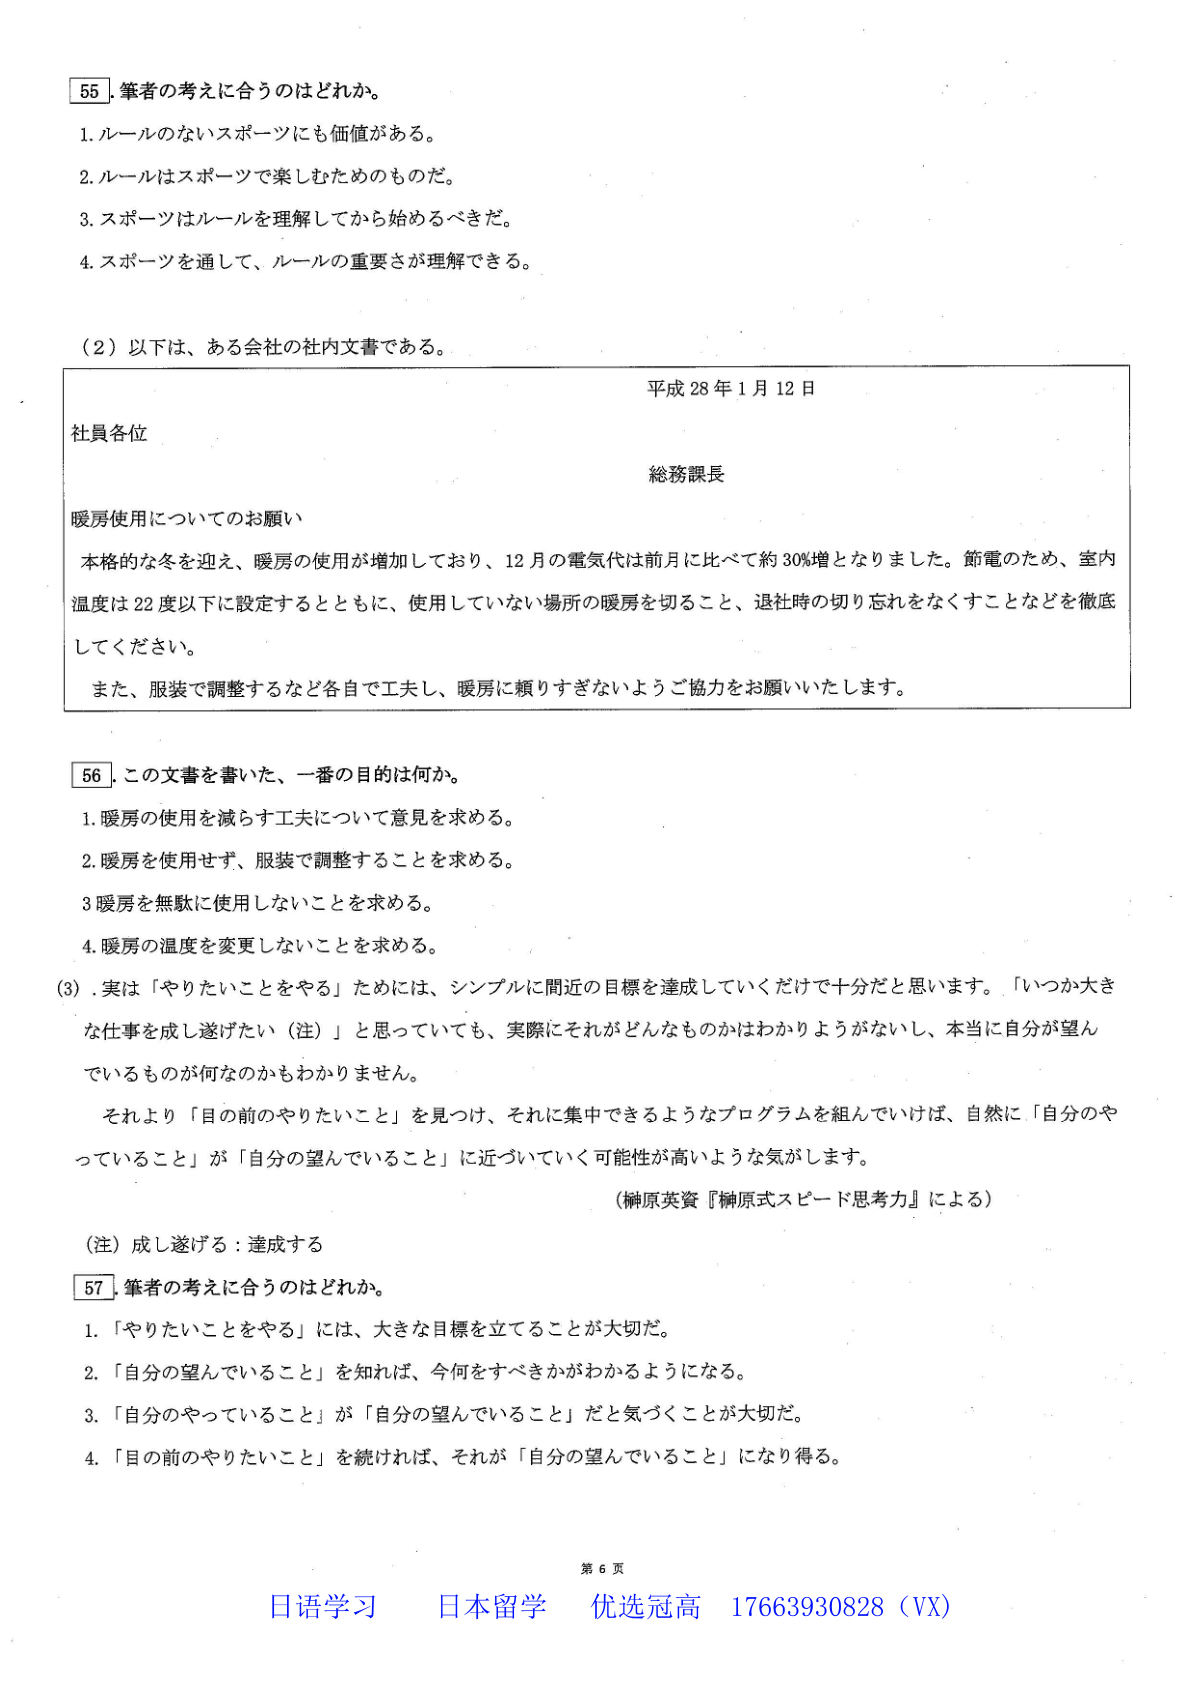 55.筆者の考えに合うのはどれか。
1.ルールのないスポーツにも価値がある。
2.ルールはスポーツで楽しむためのものだ。
3.スポーツはルールを理解してから始めるべきだ。
4.スポーツを通して、ルールの重要さが理解できる。
（2）以下は、ある会社の社内文書である。
平成28年1月12日
社員各位
総務課長
暖房使用についてのお願い
本格的な冬を迎え、暖房の使用が増加しており、12月の電気代は前月に比べて約30%増となりました。節電のため、室内
温度は22度以下に設定するとともに、使用していない場所の暖房を切ること、退社時の切り忘れをなくすことなどを徹底
してください。
また、服装で調整するなど各自で工夫し、暖房に頼りすぎないようご協力をお願いいたします。
56.この文書を書いた、一番の目的は何か。
1.暖房の使用を減らす工夫について意見を求める。
2.暖房を使用せず、服装で調整することを求める。
3暖房を無駄に使用しないことを求める。
4.暖房の温度を変更しないことを求める。
(3）.実は「やりたいことをやる」ためには、シンプルに間近の目標を達成していくだけで十分だと思います。「いつか大き
な仕事を成し遂げたい（注）」と思っていても、実際にそれがどんなものかはわかりようがないし、本当に自分が望ん
でいるものが何なのかもわかりません。
それより「目の前のやりたいこと」を見つけ、それに集中できるようなプログラムを組んでいけば、自然に「自分のや
っていること」が「自分の望んでいること」に近づいていく可能性が高いような気がします。
（榊原英資『榊原式スピード思考力』による）
（注）成し遂げる：達成する
57.筆者の考えに合うのはどれか。
1.「やりたいことをやる」には、大きな目標を立てることが大切だ。
2.「自分の望んでいること」を知れば、今何をすべきかがわかるようになる。
3.「自分のやっていること」が「自分の望んでいること」だと気づくことが大切だ。
4.「目の前のやりたいこと」を続ければ、それが「自分の望んでいること」になり得る。
第 6 页
日语学习 日本留学 优选冠高 17663930828（VX）